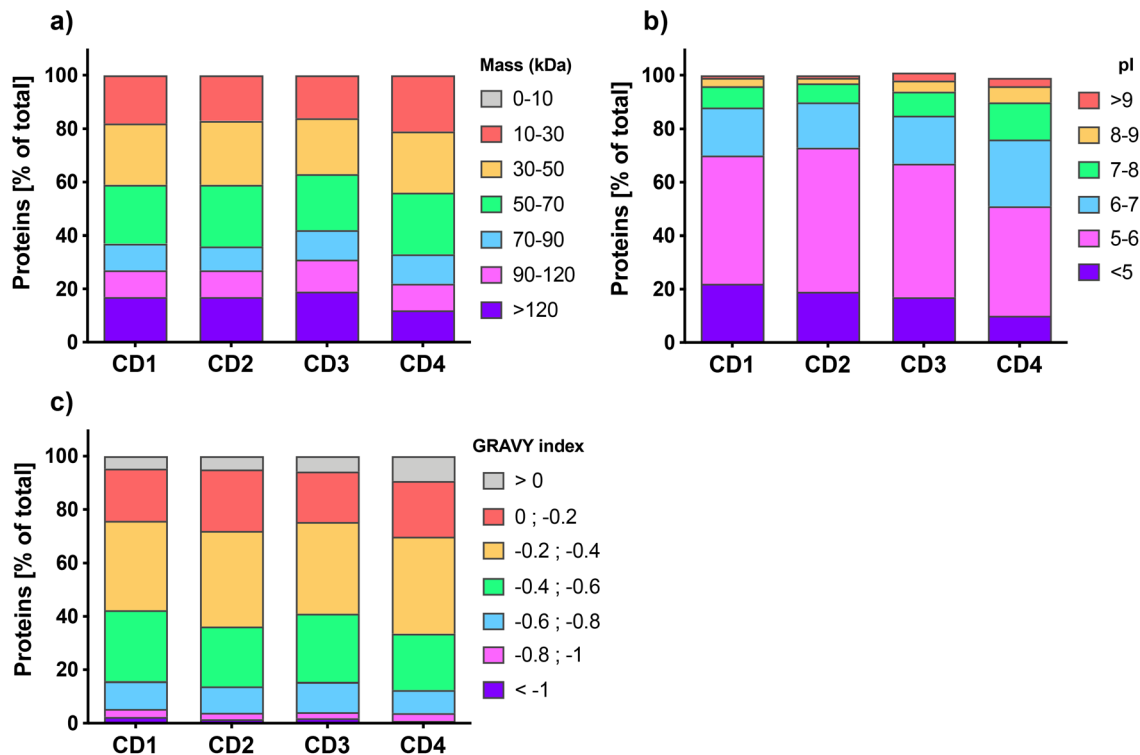 a)
Proteins [% of total]
100
80
60
40
20
0
CD1 CD2 CD3 CD4
Mass (kDa)
0-10
10-30
30-50
50-70
70-90
90-120
>120
b)
Proteins [% of total]
100
80
60
40
20
0
CD1 CD2 CD3 CD4
pI
>9
8-9
7-8
6-7
5-6
<5
c)
Proteins [% of total]
100
80
60
40
20
0
CD1 CD2 CD3 CD4
GRAVY index
> 0
0 ; -0.2
-0.2 ; -0.4
-0.4 ; -0.6
-0.6 ; -0.8
-0.8 ; -1
< -1